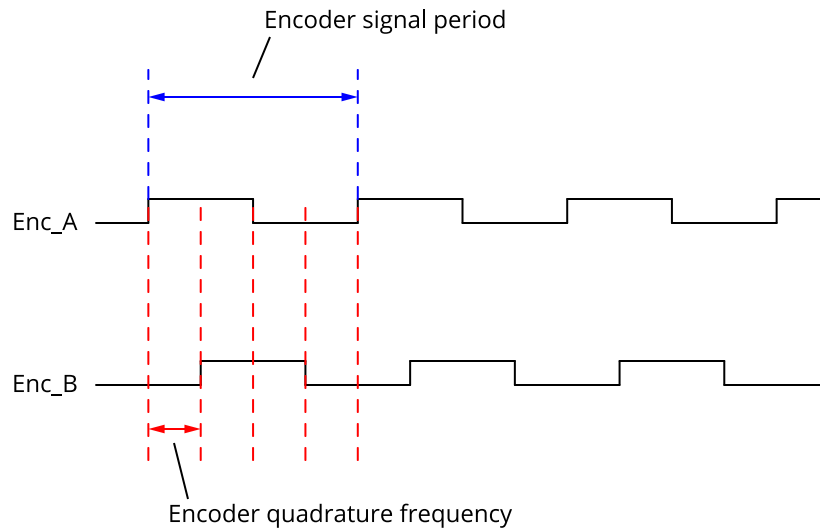 Encoder signal period
Enc_A
Enc_B
Encoder quadrature frequency